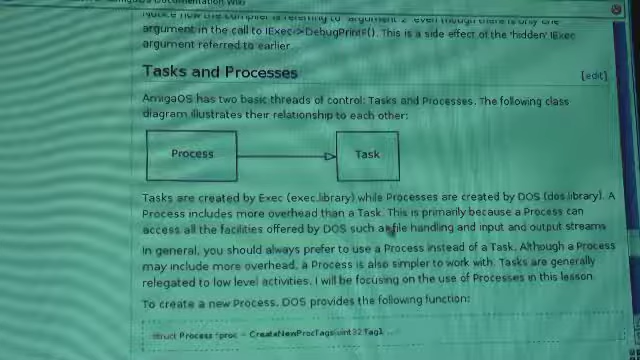 Documentation Wiki
Notice how the compiler is referring to 'argument 2' even though there is only one
argument in the call to IExec->DebugPrintF(). This is a side effect of the 'hidden' IExec
argument referred to earlier.
Tasks and Processes
[edit]
AmigaOS has two basic threads of control: Tasks and Processes. The following class
diagram illustrates their relationship to each other:
Process
Task
Tasks are created by Exec (exec.library) while Processes are created by DOS (dos.library). A
Process includes more overhead than a Task. This is primarily because a Process can
access all the facilities offered by DOS such as file handling and input and output streams
In general, you should always prefer to use a Process instead of a Task. Although a Process
may include more overhead, a Process is also simpler to work with. Tasks are generally
relegated to low level activities. I will be focusing on the use of Processes in this lesson.
To create a new Process, DOS provides the following function:
struct Process *proc = CreateNewProcTags(uint32 Tag1, ...